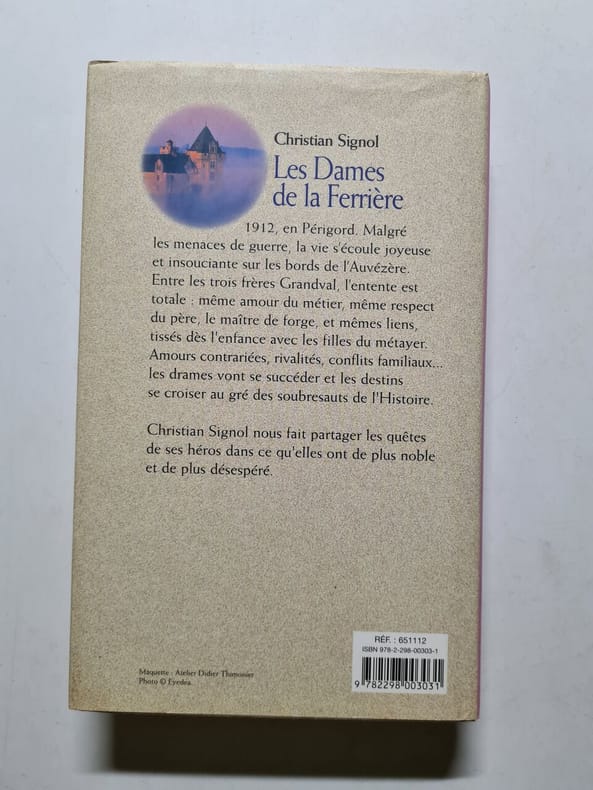 Christian Signol
Les Dames
de la Ferrière
1912, en Périgord. Malgré
les menaces de guerre, la vie s'écoule joyeuse
et insouciante sur les bords de l'Auvézère.
Entre les trois frères Grandval, l'entente est
totale : même amour du métier, même respect
du père, le maître de forge, et mêmes liens,
tissés dès l'enfance avec les filles du métayer.
Amours contrariées, rivalités, conflits familiaux...
les drames vont se succéder et les destins
se croiser au gré des soubresauts de l'Histoire.
Christian Signol nous fait partager les quêtes
de ses héros dans ce qu'elles ont de plus noble
et de plus désespéré.
RÉF. : 651112
ISBN 978-2-298-00303-1
9 782298 003031
Maquette : Atelier Didier Thimonier
Photo © Eyedea.